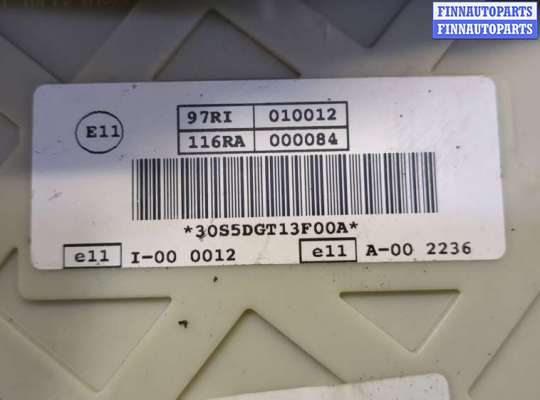 FINNAUTOPARTS
FINNAUTOPARTS
E11
97RI 010012
116RA 000084
*30S5DGT13F00A*
e11 I-00 0012 e11 A-00 2236